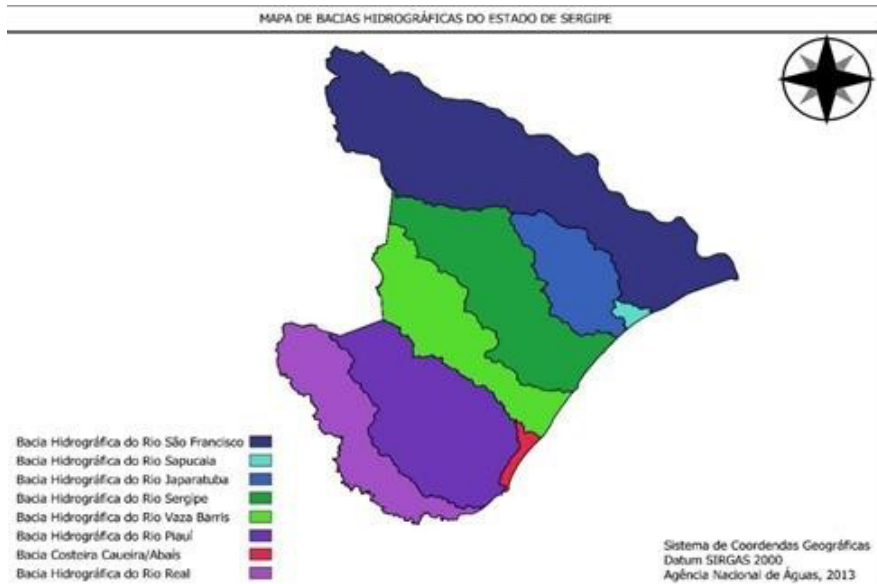 MAPA DE BACIAS HIDROGRÁFICAS DO ESTADO DE SERGIPE
Bacia Hidrográfica do Rio São Francisco
Bacia Hidrográfica do Rio Sapucaia
Bacia Hidrográfica do Rio Japaratuba
Bacia Hidrográfica do Rio Sergipe
Bacia Hidrográfica do Rio Vaza Barris
Bacia Hidrográfica do Rio Piauí
Bacia Costeira Caueira/Abaís
Bacia Hidrográfica do Rio Real
Sistema de Coordendas Geográficas
Datum SIRGAS 2000
Agência Nacional de Águas, 2013